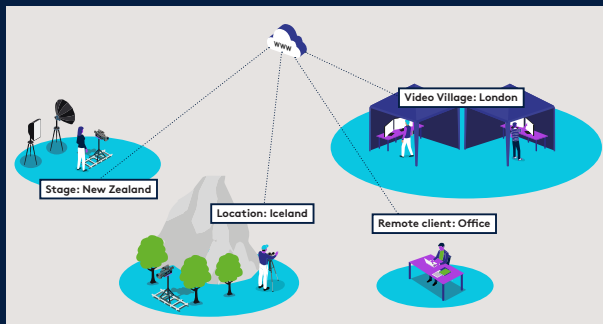 www
Video Village: London
Stage: New Zealand
Location: Iceland
Remote client: Office